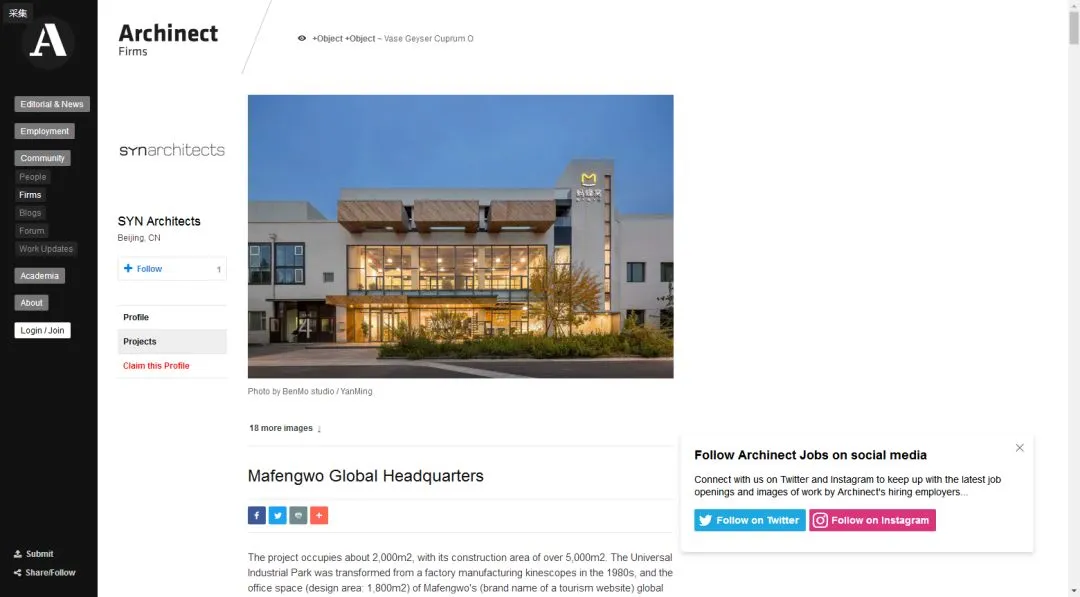 采集
A
Editorial & News
Employment
Community
People
Firms
Blogs
Forum
Work Updates
Academia
About
Login / Join
Submit
Share/Follow
Archinect
Firms
+Object +Object ~ Vase Geyser Cuprum O
SYNarchitects
SYN Architects
Beijing, CN
Follow
1
Profile
Projects
Claim this Profile
蚂蜂窝
Photo by BenMo studio / YanMing
18 more images ↓
Mafengwo Global Headquarters
The project occupies about 2,000m2, with its construction area of over 5,000m2. The Universal
Industrial Park was transformed from a factory manufacturing kinescopes in the 1980s, and the
office space (design area: 1,800m2) of Mafengwo's (brand name of a tourism website) global
Follow Archinect Jobs on social media
Connect with us on Twitter and Instagram to keep up with the latest job
openings and images of work by Archinect's hiring employers...
Follow on Twitter
Follow on Instagram